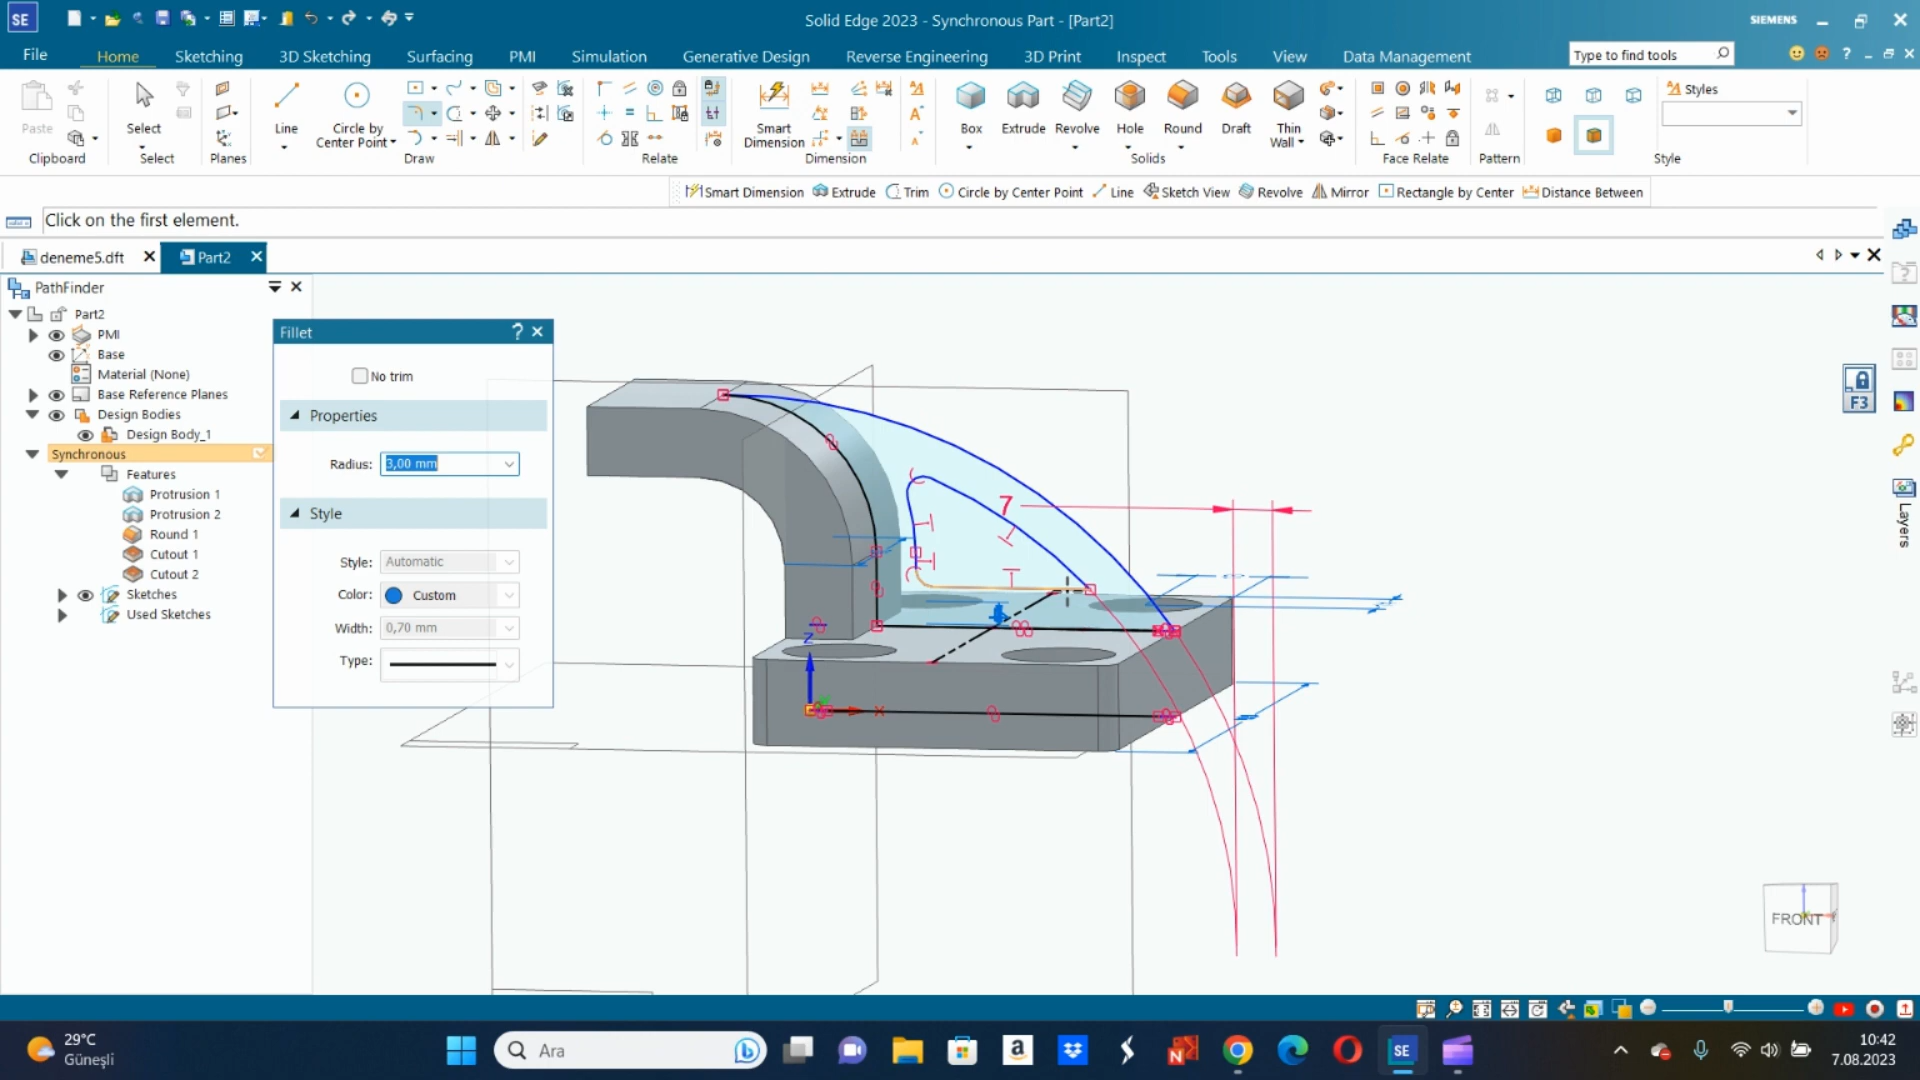 SE
Solid Edge 2023 - Synchronous Part - [Part2]
SIEMENS
File Home Sketching 3D Sketching Surfacing PMI Simulation Generative Design Reverse Engineering 3D Print Inspect Tools View Data Management
Type to find tools
Paste
Select
Line
Circle by
Center Point
Smart
Dimension
Box Extrude Revolve Hole Round Draft Thin
Wall
Styles
Clipboard Select Planes Draw Relate Dimension Solids Face Relate Pattern Style
Smart Dimension Extrude Trim Circle by Center Point Line Sketch View Revolve Mirror Rectangle by Center Distance Between
Click on the first element.
deneme5.dft Part2
PathFinder
Part2
PMI
Base
Material (None)
Base Reference Planes
Design Bodies
Design Body_1
Synchronous
Features
Protrusion 1
Protrusion 2
Round 1
Cutout 1
Cutout 2
Sketches
Used Sketches
Fillet ?
No trim
Properties
Radius: 3,00 mm
Style
Style: Automatic
Color: Custom
Width: 0,70 mm
Type:
7
Z
X
F3
Layers
FRONT
29°C
Güneşli
Ara
SE
10:42
7.08.2023